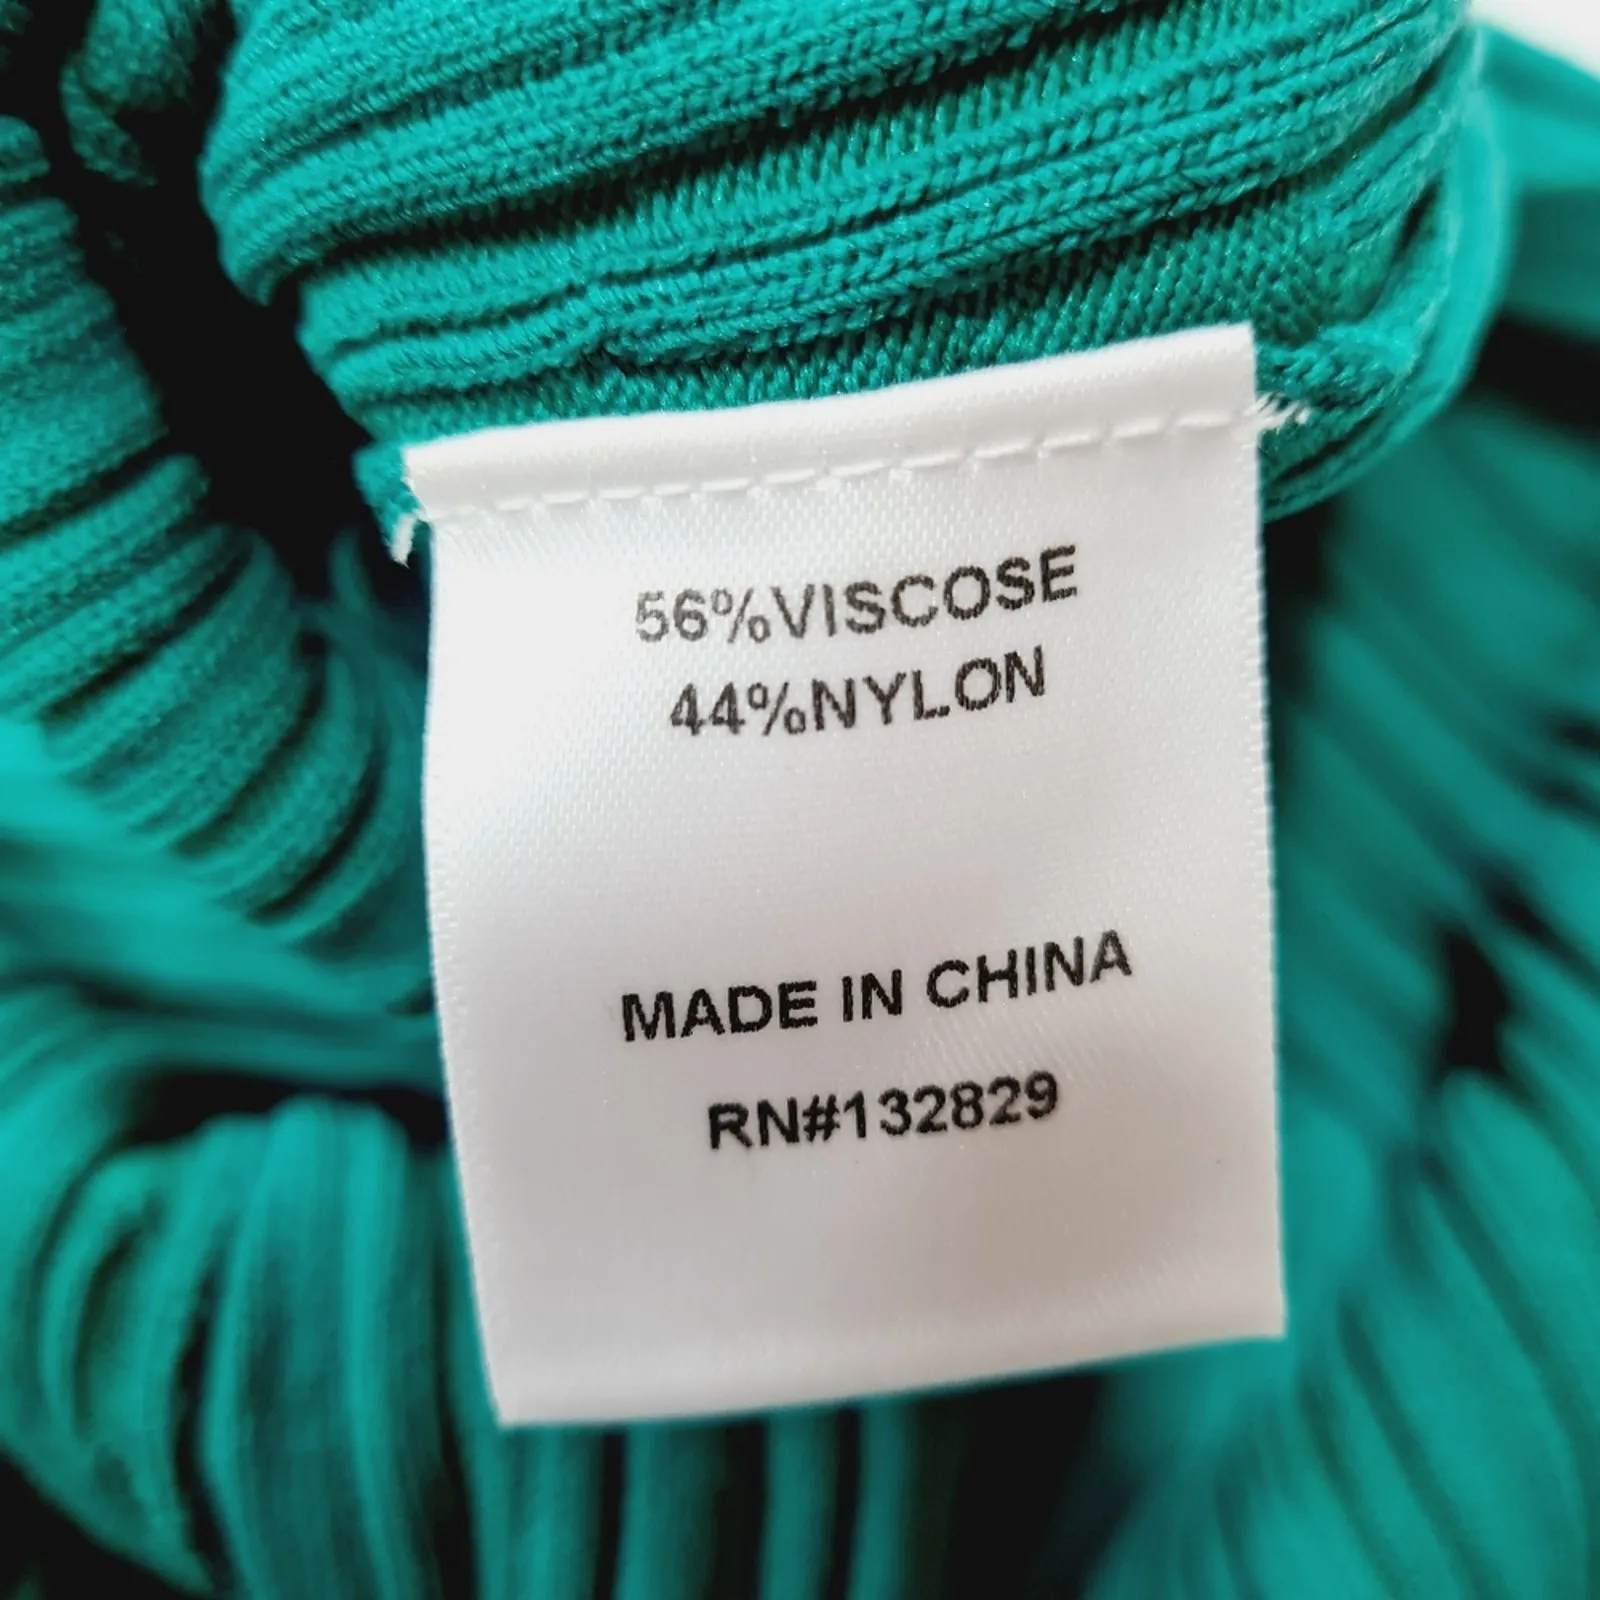 56%VISCOSE
44%NYLON
MADE IN CHINA
RN#132829